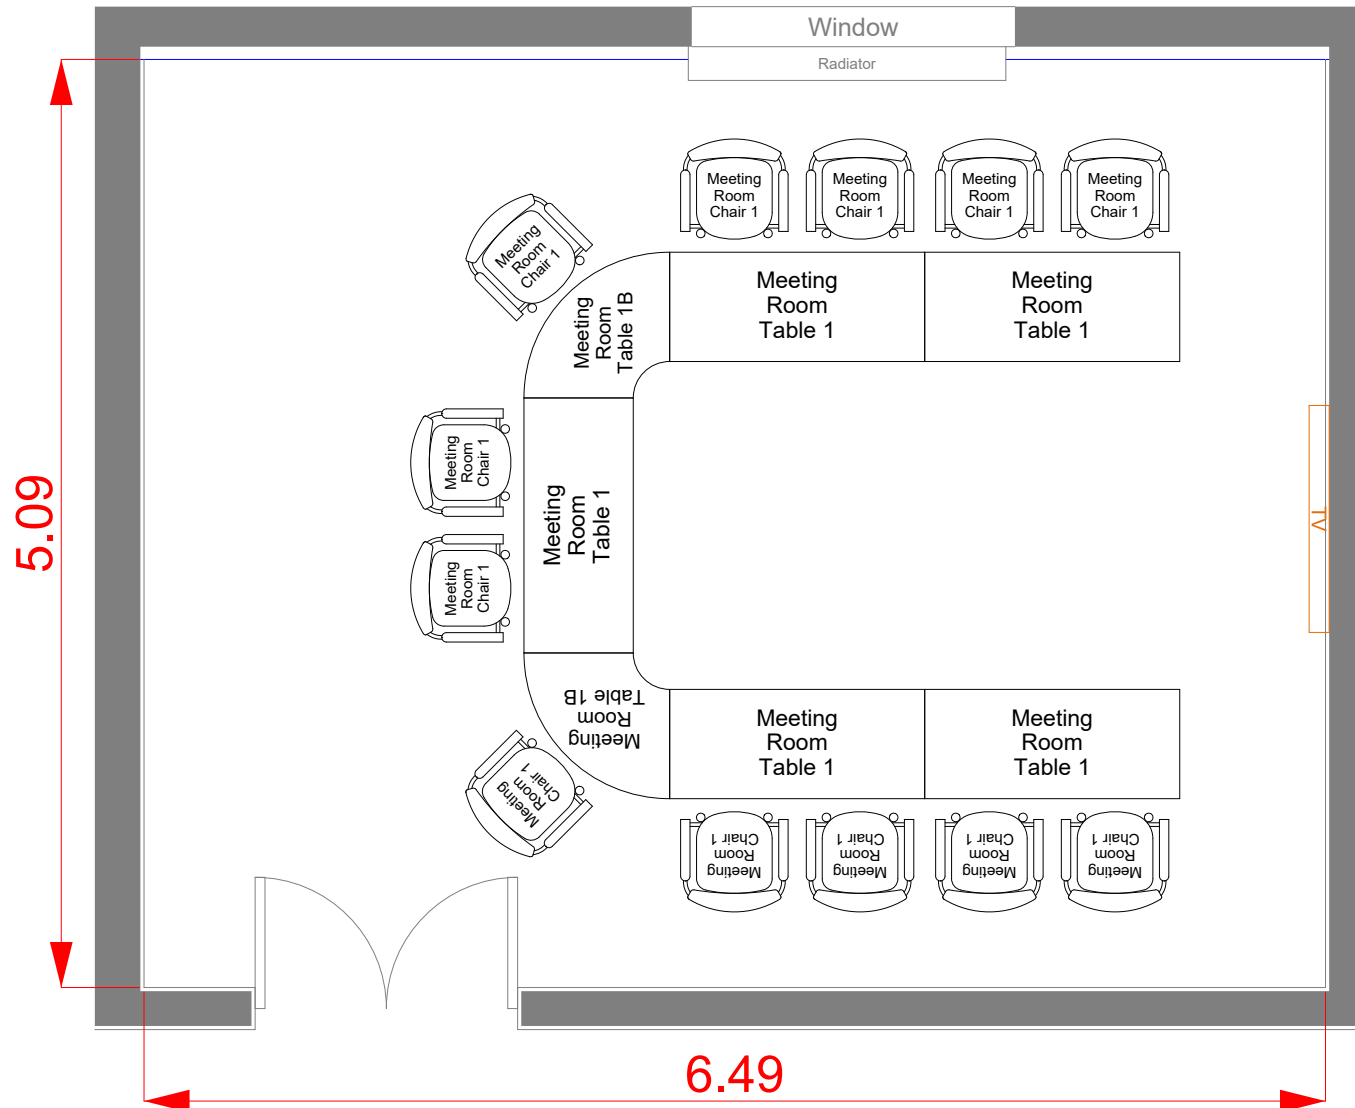 Window
Radiator
Meeting
Room
Chair 1
Meeting
Room
Chair 1
Meeting
Room
Chair 1
Meeting
Room
Chair 1
Meeting
Room
Chair 1
Meeting
Room
Table 1B
Meeting
Room
Table 1
Meeting
Room
Table 1
Meeting
Room
Chair 1
Meeting
Room
Chair 1
Meeting
Room
Table 1
TV
5.09
Meeting
Room
Table 1B
Meeting
Room
Table 1
Meeting
Room
Table 1
Meeting
Room
Chair 1
Meeting
Room
Chair 1
Meeting
Room
Chair 1
Meeting
Room
Chair 1
Meeting
Room
Chair 1
6.49